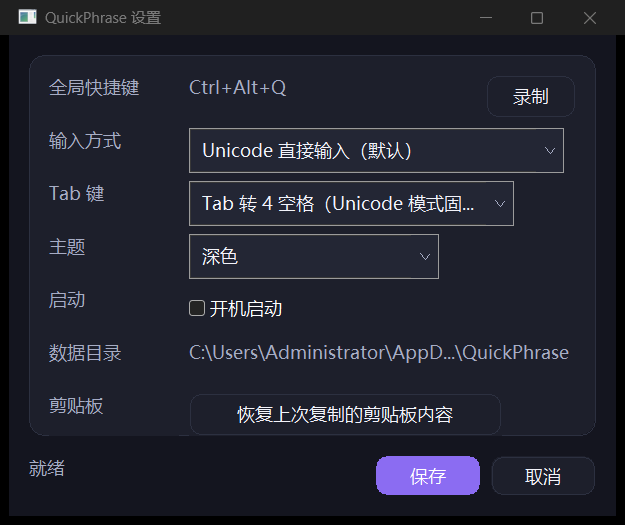 QuickPhrase 设置
全局快捷键 Ctrl+Alt+Q 录制
输入方式 Unicode 直接输入（默认）
Tab 键 Tab 转 4 空格（Unicode 模式固...
主题 深色
启动 开机启动
数据目录 C:\Users\Administrator\AppD...\QuickPhrase
剪贴板 恢复上次复制的剪贴板内容
就绪 保存 取消